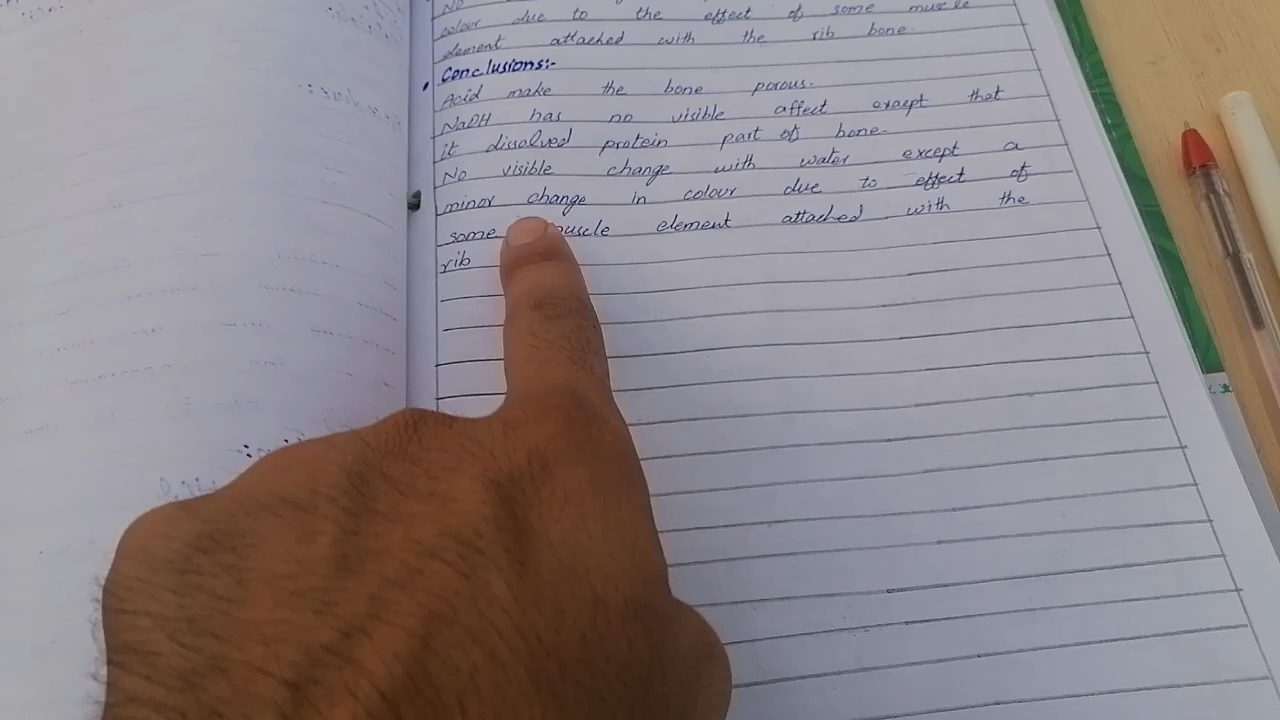 No
colour due to the effect of some muscle
element attached with the rib bone.
Conclusions:-
Acid make the bone porous.
NaOH has no visible affect except that
it dissolved protein part of bone.
No visible change with water except a
minor change in colour due to effect of
some muscle element attached with the
rib